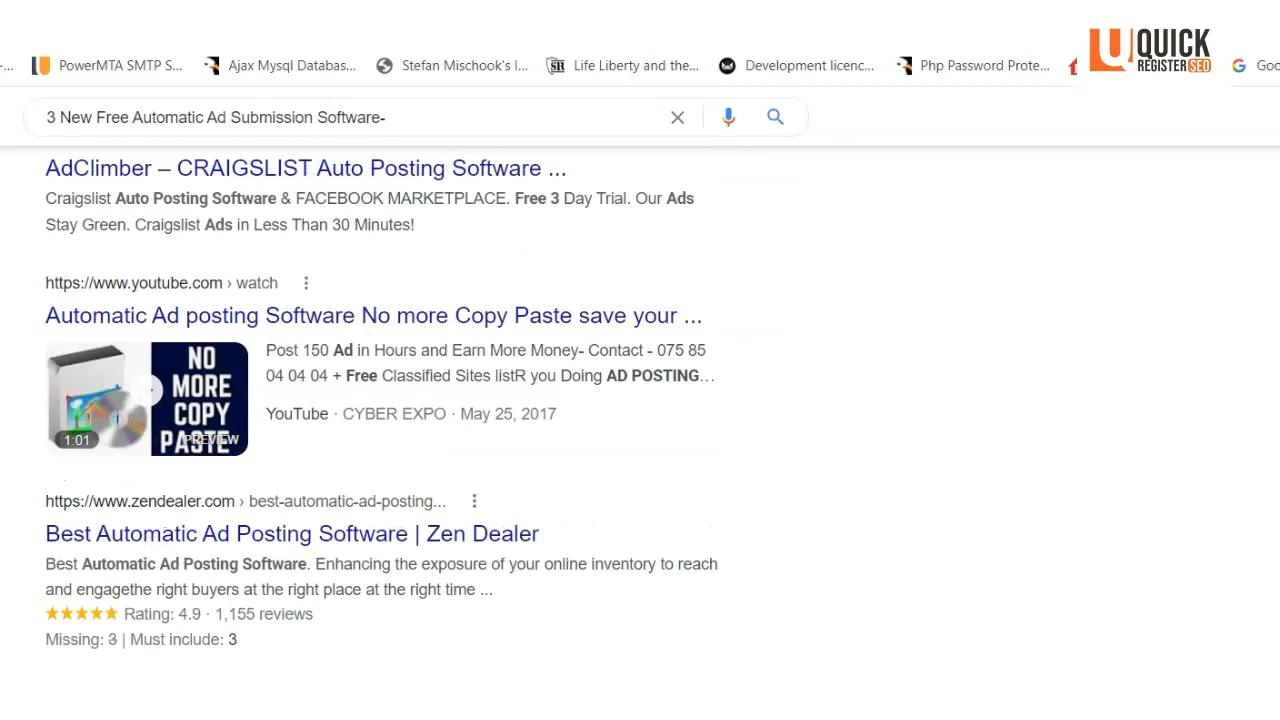 PowerMTA SMTP S...
Ajax Mysql Databas...
Stefan Mischook's I...
SR
Life Liberty and the...
Development licenc...
Php Password Prote...
QUICK
REGISTER SEO
Goo
3 New Free Automatic Ad Submission Software-
AdClimber – CRAIGSLIST Auto Posting Software ...
Craigslist Auto Posting Software & FACEBOOK MARKETPLACE. Free 3 Day Trial. Our Ads
Stay Green. Craigslist Ads in Less Than 30 Minutes!
https://www.youtube.com › watch
Automatic Ad posting Software No more Copy Paste save your ...
NO
MORE
COPY
PASTE
PREVIEW
1:01
Post 150 Ad in Hours and Earn More Money- Contact - 075 85
04 04 04 + Free Classified Sites listR you Doing AD POSTING...
YouTube · CYBER EXPO · May 25, 2017
https://www.zendealer.com › best-automatic-ad-posting...
Best Automatic Ad Posting Software | Zen Dealer
Best Automatic Ad Posting Software. Enhancing the exposure of your online inventory to reach
and engagethe right buyers at the right place at the right time ...
Rating: 4.9 · 1,155 reviews
Missing: 3 | Must include: 3